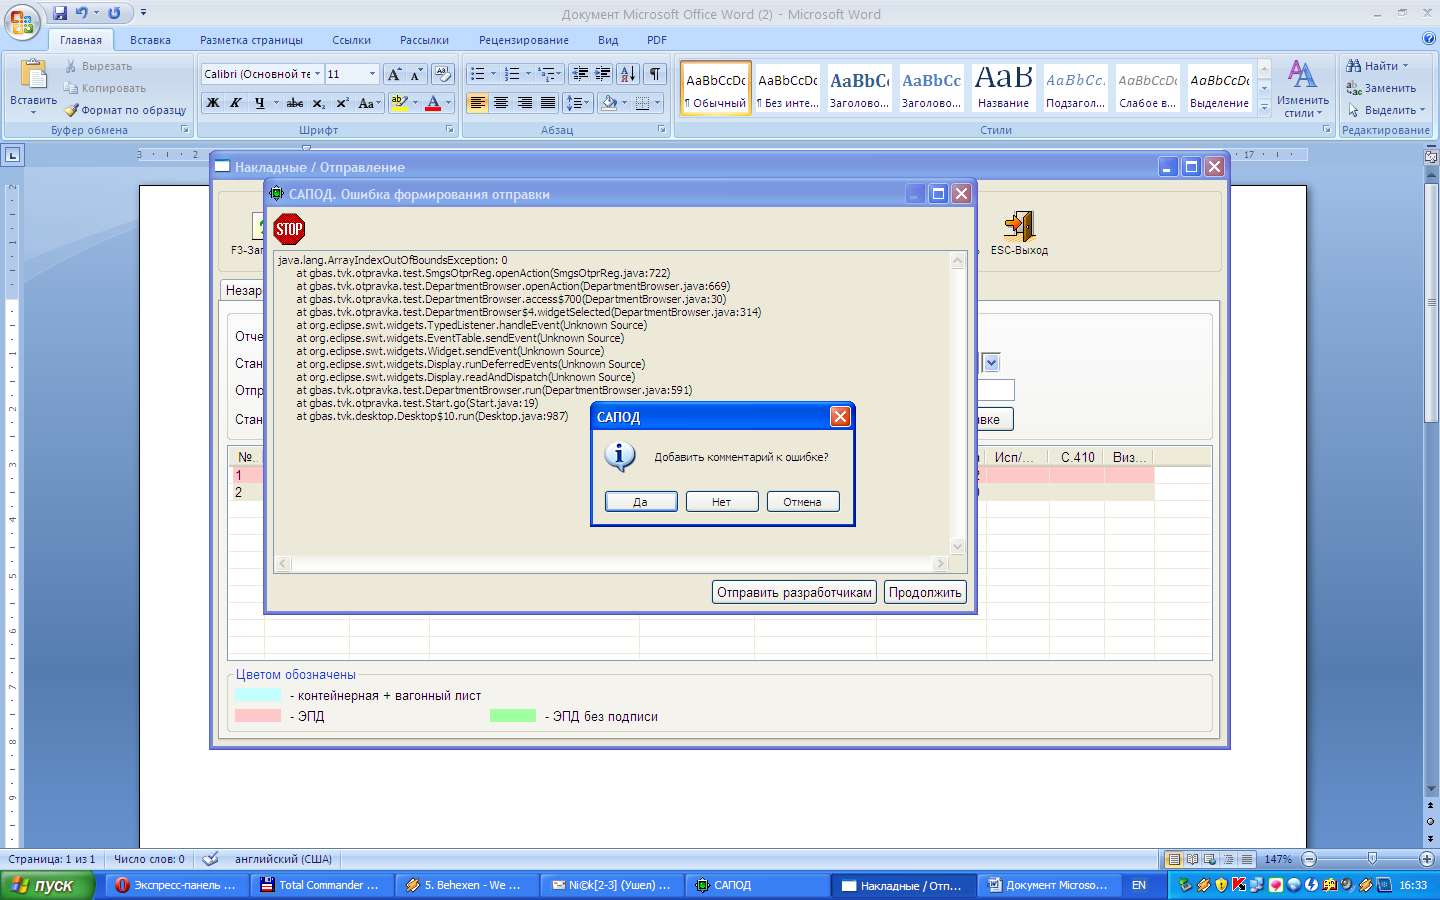 Документ Microsoft Office Word (2) - Microsoft Word
Главная Вставка Разметка страницы Ссылки Рассылки Рецензирование Вид PDF
Вставить
Вырезать
Копировать
Формат по образцу
Буфер обмена
Calibri (Основной те 11
Ж К Ч abc x₂ x² Aa
Шрифт
Абзац
AaBbCcDc AaBbCcDc AaBbCc AaBbCc АаВ AaBbCc. AaBbCcDc AaBbCcDc
¶ Обычный ¶ Без инте... Заголово... Заголово... Название Подзагол... Слабое в... Выделение
Изменить стили
Стили
Найти
Заменить
Выделить
Редактирование
3 2 17
Накладные / Отправление
САПОД. Ошибка формирования отправки
STOP
ESC-Выход
java.lang.ArrayIndexOutOfBoundsException: 0
at gbas.tvk.otpravka.test.SmgsOtprReg.openAction(SmgsOtprReg.java:722)
at gbas.tvk.otpravka.test.DepartmentBrowser.openAction(DepartmentBrowser.java:669)
at gbas.tvk.otpravka.test.DepartmentBrowser.access$700(DepartmentBrowser.java:30)
at gbas.tvk.otpravka.test.DepartmentBrowser$4.widgetSelected(DepartmentBrowser.java:314)
at org.eclipse.swt.widgets.TypedListener.handleEvent(Unknown Source)
at org.eclipse.swt.widgets.EventTable.sendEvent(Unknown Source)
at org.eclipse.swt.widgets.Widget.sendEvent(Unknown Source)
at org.eclipse.swt.widgets.Display.runDeferredEvents(Unknown Source)
at org.eclipse.swt.widgets.Display.readAndDispatch(Unknown Source)
at gbas.tvk.otpravka.test.DepartmentBrowser.run(DepartmentBrowser.java:591)
at gbas.tvk.otpravka.test.Start.go(Start.java:19)
at gbas.tvk.desktop.Desktop$10.run(Desktop.java:987)
САПОД
Добавить комментарий к ошибке?
Да Нет Отмена
№.. Исп/... С.410 Виз...
1
2
Отправить разработчикам Продолжить
Цветом обозначены
- контейнерная + вагонный лист
- ЭПД - ЭПД без подписи
Страница: 1 из 1 Число слов: 0 английский (США) 147%
пуск Экспресс-панель ... Total Commander ... 5. Behexen - We ... Ni©k[2-3] (Ушел) ... САПОД Накладные / Отп... Документ Microso... EN 16:33